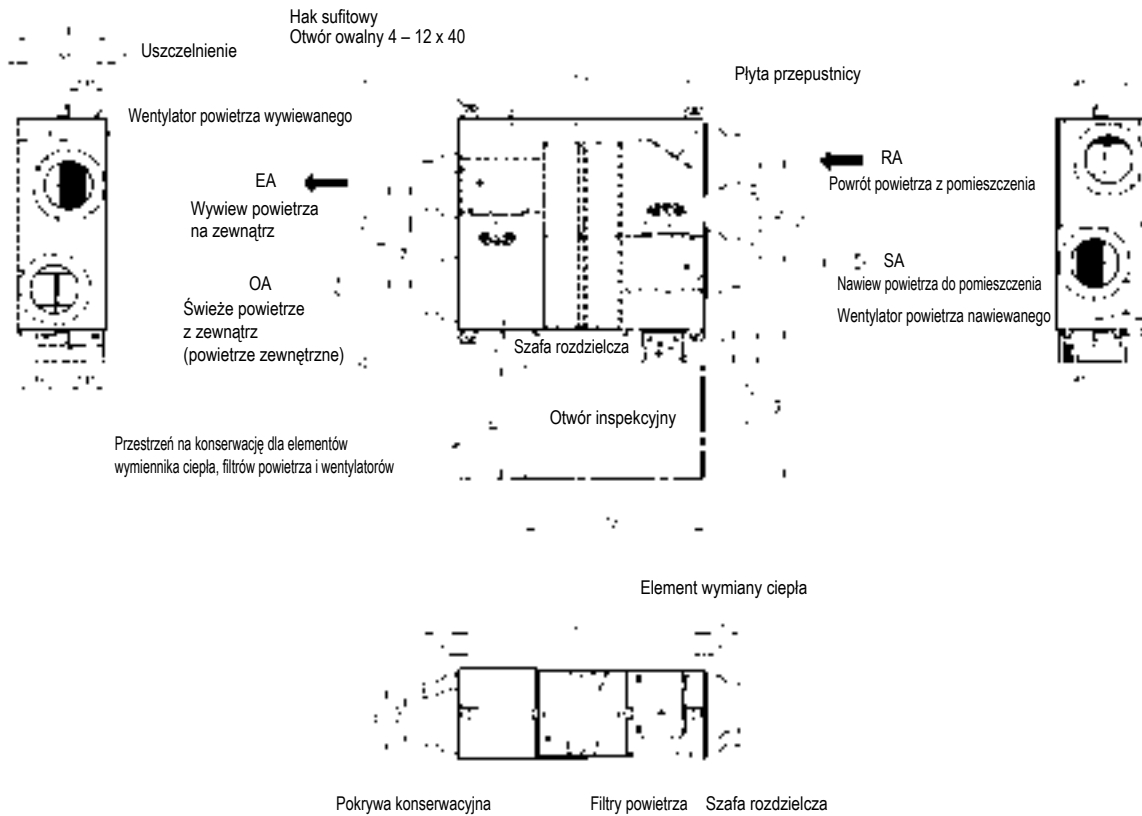 Hak sufitowy
Otwór owalny 4 – 12 x 40
Uszczelnienie
Płyta przepustnicy
Wentylator powietrza wywiewanego
EA
Wywiew powietrza
na zewnątrz
RA
Powrót powietrza z pomieszczenia
OA
Świeże powietrze
z zewnątrz
(powietrze zewnętrzne)
SA
Nawiew powietrza do pomieszczenia
Wentylator powietrza nawiewanego
Szafa rozdzielcza
Otwór inspekcyjny
Przestrzeń na konserwację dla elementów
wymiennika ciepła, filtrów powietrza i wentylatorów
Element wymiany ciepła
Pokrywa konserwacyjna
Filtry powietrza
Szafa rozdzielcza